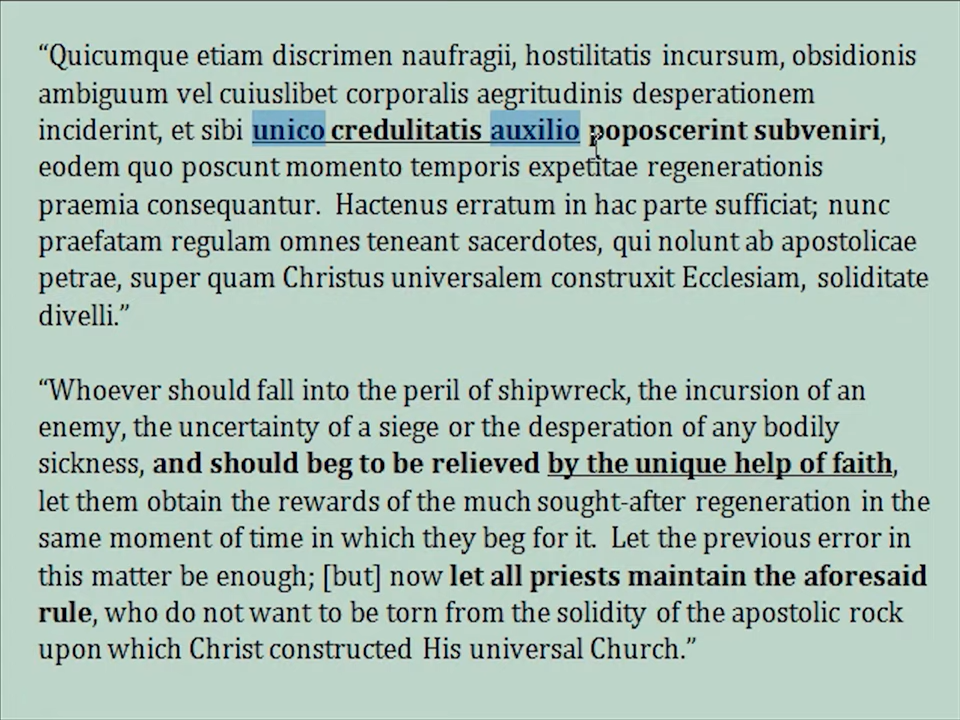 “Quicumque etiam discrimen naufragii, hostilitatis incursum, obsidionis
ambiguum vel cuiuslibet corporalis aegritudinis desperationem
inciderint, et sibi unico credulitatis auxilio poposcerint subveniri,
eodem quo poscunt momento temporis expetitae regenerationis
praemia consequantur. Hactenus erratum in hac parte sufficiat; nunc
praefatam regulam omnes teneant sacerdotes, qui nolunt ab apostolicae
petrae, super quam Christus universalem construxit Ecclesiam, soliditate
divelli.”
“Whoever should fall into the peril of shipwreck, the incursion of an
enemy, the uncertainty of a siege or the desperation of any bodily
sickness, and should beg to be relieved by the unique help of faith,
let them obtain the rewards of the much sought-after regeneration in the
same moment of time in which they beg for it. Let the previous error in
this matter be enough; [but] now let all priests maintain the aforesaid
rule, who do not want to be torn from the solidity of the apostolic rock
upon which Christ constructed His universal Church.”